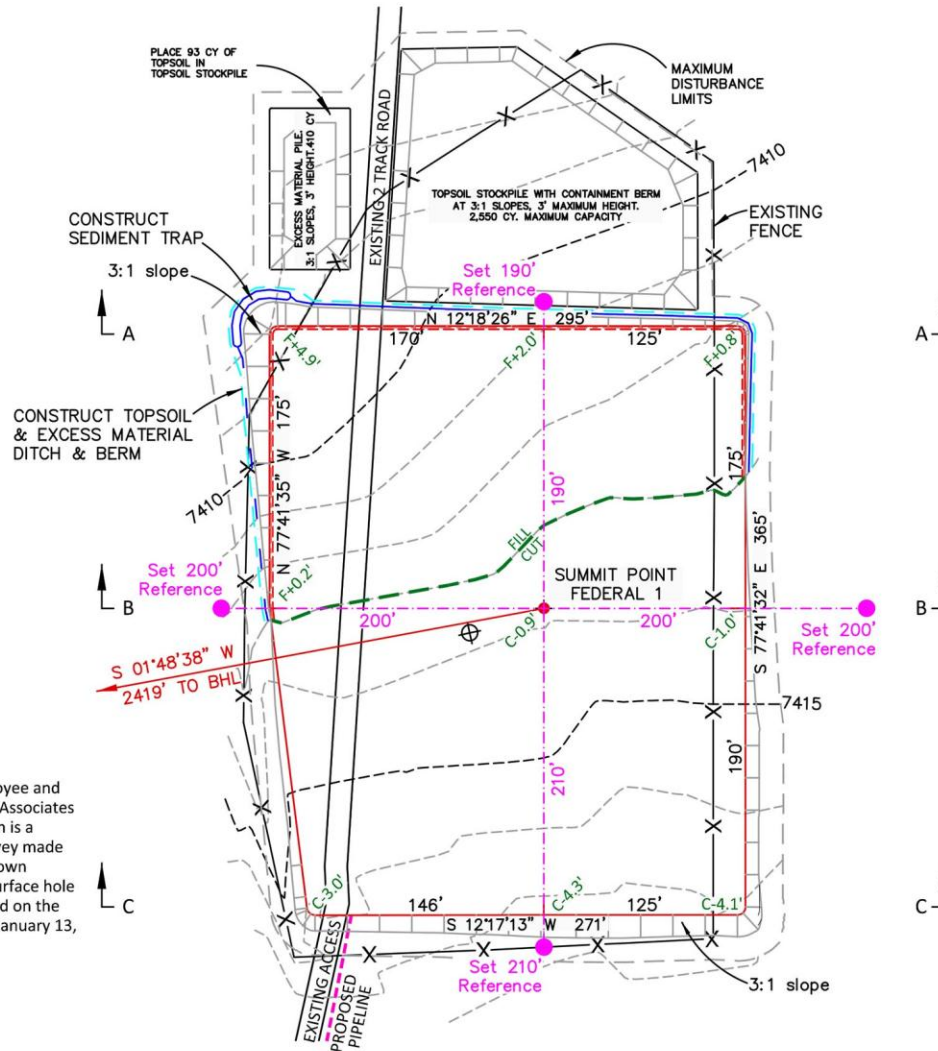 PLACE 93 CY OF
TOPSOIL IN
TOPSOIL STOCKPILE
EXCESS MATERIAL PILE.
3:1 SLOPES, 3' HEIGHT.410 CY
EXISTING 2 TRACK ROAD
MAXIMUM
DISTURBANCE
LIMITS
7410
TOPSOIL STOCKPILE WITH CONTAINMENT BERM
AT 3:1 SLOPES, 3' MAXIMUM HEIGHT.
2,550 CY. MAXIMUM CAPACITY
EXISTING
FENCE
CONSTRUCT
SEDIMENT TRAP
3:1 slope
Set 190'
Reference
A
N 12°18'26" E 295'
A
F+4.9'
170'
F+2.0'
125'
F+0.8'
CONSTRUCT TOPSOIL
& EXCESS MATERIAL
DITCH & BERM
175'
N 77°41'35" W
7410
190'
175'
S 77°41'32" E 365'
FILL
CUT
F+0.2'
SUMMIT POINT
FEDERAL 1
Set 200'
Reference
B
200'
C-0.9'
200'
C-1.0'
B
Set 200'
Reference
S 01°48'38" W
2419' TO BHL
7415
210'
190'
oyee and
Associates
n is a
vey made
own
urface hole
d on the
anuary 13,
C
C-3.0'
146'
C-4.3'
125'
C-4.1'
C
S 12°17'13" W 271'
EXISTING ACCESS
PROPOSED
PIPELINE
Set 210'
Reference
3:1 slope